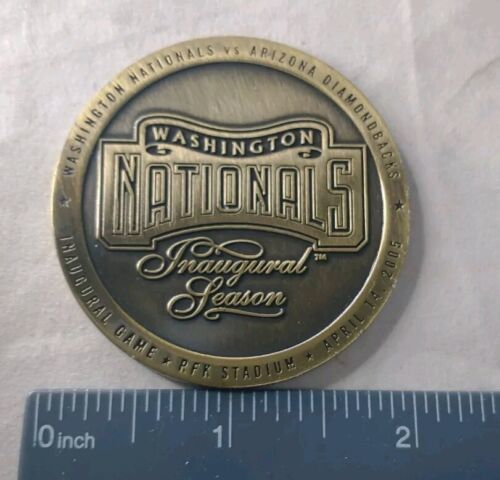 WASHINGTON NATIONALS vs ARIZONA DIAMONDBACKS
WASHINGTON
NATIONALS
Inaugural™
Season
★ INAUGURAL GAME ★ RFK STADIUM ★ APRIL 14, 2005 ★
0 inch 1 2